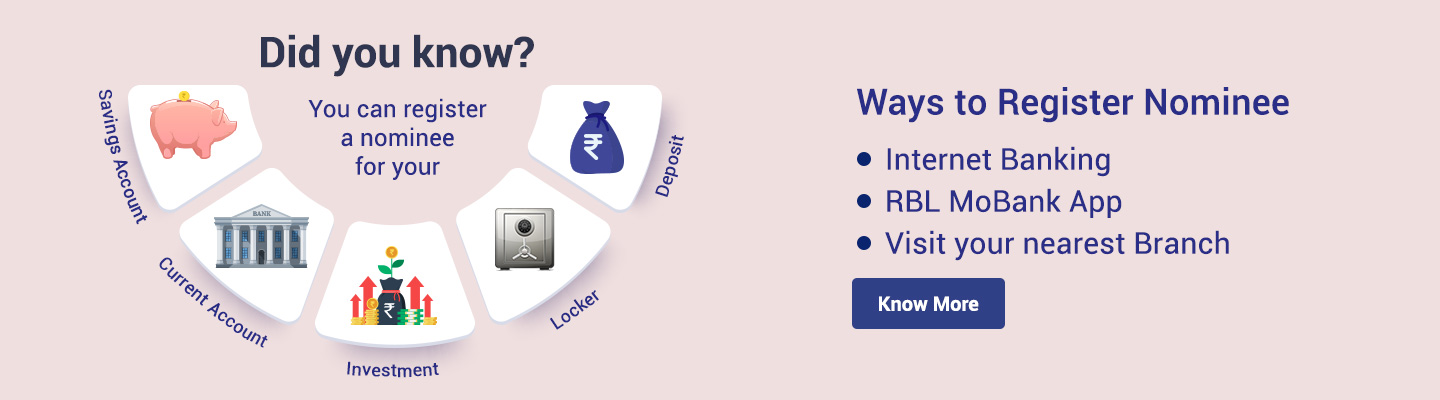 Did you know?
You can register
a nominee
for your
Savings Account
Current Account
BANK
Investment
Locker
Deposit
₹
₹
Ways to Register Nominee
Internet Banking
RBL MoBank App
Visit your nearest Branch
Know More